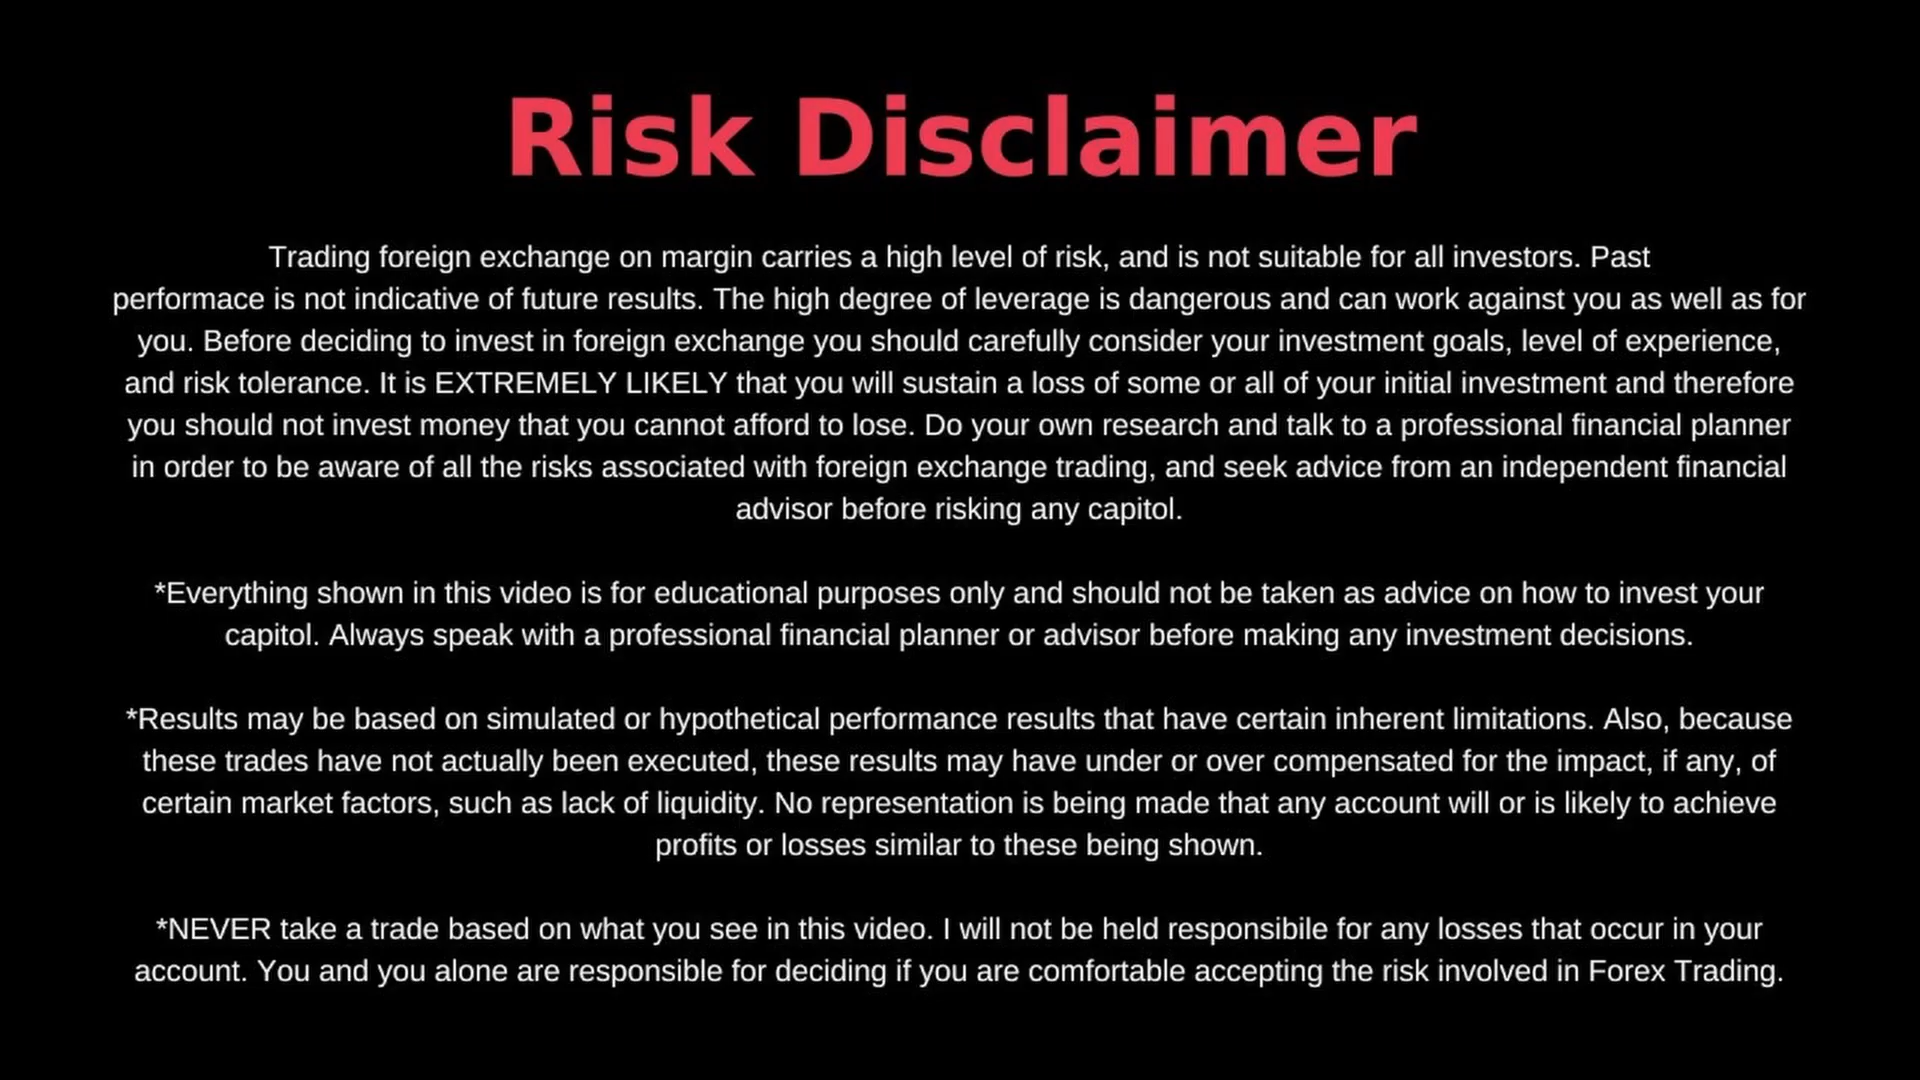 Risk Disclaimer
Trading foreign exchange on margin carries a high level of risk, and is not suitable for all investors. Past
performace is not indicative of future results. The high degree of leverage is dangerous and can work against you as well as for
you. Before deciding to invest in foreign exchange you should carefully consider your investment goals, level of experience,
and risk tolerance. It is EXTREMELY LIKELY that you will sustain a loss of some or all of your initial investment and therefore
you should not invest money that you cannot afford to lose. Do your own research and talk to a professional financial planner
in order to be aware of all the risks associated with foreign exchange trading, and seek advice from an independent financial
advisor before risking any capitol.
*Everything shown in this video is for educational purposes only and should not be taken as advice on how to invest your
capitol. Always speak with a professional financial planner or advisor before making any investment decisions.
*Results may be based on simulated or hypothetical performance results that have certain inherent limitations. Also, because
these trades have not actually been executed, these results may have under or over compensated for the impact, if any, of
certain market factors, such as lack of liquidity. No representation is being made that any account will or is likely to achieve
profits or losses similar to these being shown.
*NEVER take a trade based on what you see in this video. I will not be held responsibile for any losses that occur in your
account. You and you alone are responsible for deciding if you are comfortable accepting the risk involved in Forex Trading.